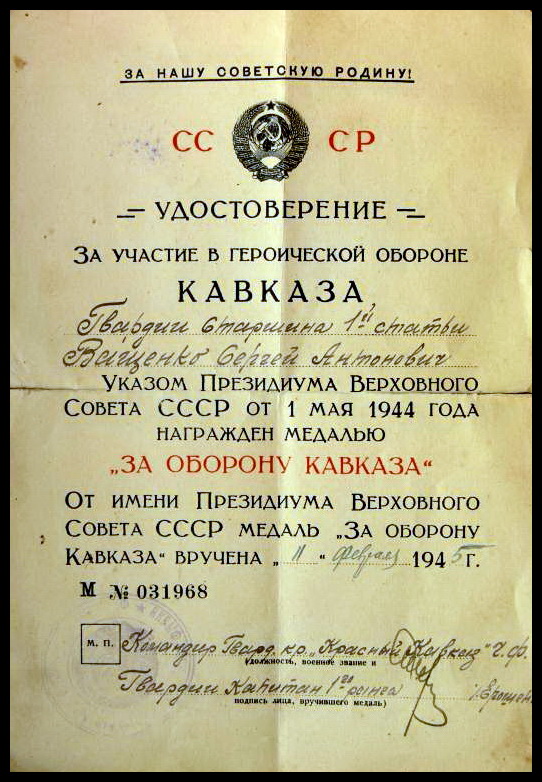 ЗА НАШУ СОВЕТСКУЮ РОДИНУ!
СС СР
УДОСТОВЕРЕНИЕ
ЗА УЧАСТИЕ В ГЕРОИЧЕСКОЙ ОБОРОНЕ
КАВКАЗА
Гвардии Старшина 1й статьи
Ващенко Сергей Антонович
УКАЗОМ ПРЕЗИДИУМА ВЕРХОВНОГО
СОВЕТА СССР ОТ 1 МАЯ 1944 ГОДА
НАГРАЖДЕН МЕДАЛЬЮ
„ЗА ОБОРОНУ КАВКАЗА“
ОТ ИМЕНИ ПРЕЗИДИУМА ВЕРХОВНОГО
СОВЕТА СССР МЕДАЛЬ „ЗА ОБОРОНУ
КАВКАЗА“ ВРУЧЕНА „11“ февраля 1945 г.
М № 031968
М. П. Командир Гвард. кр. „Красный Кавказ" Ч.Ф.
(должность, военное звание и
Гвардии Капитан 1го ранга
подпись лица, вручившего медаль)